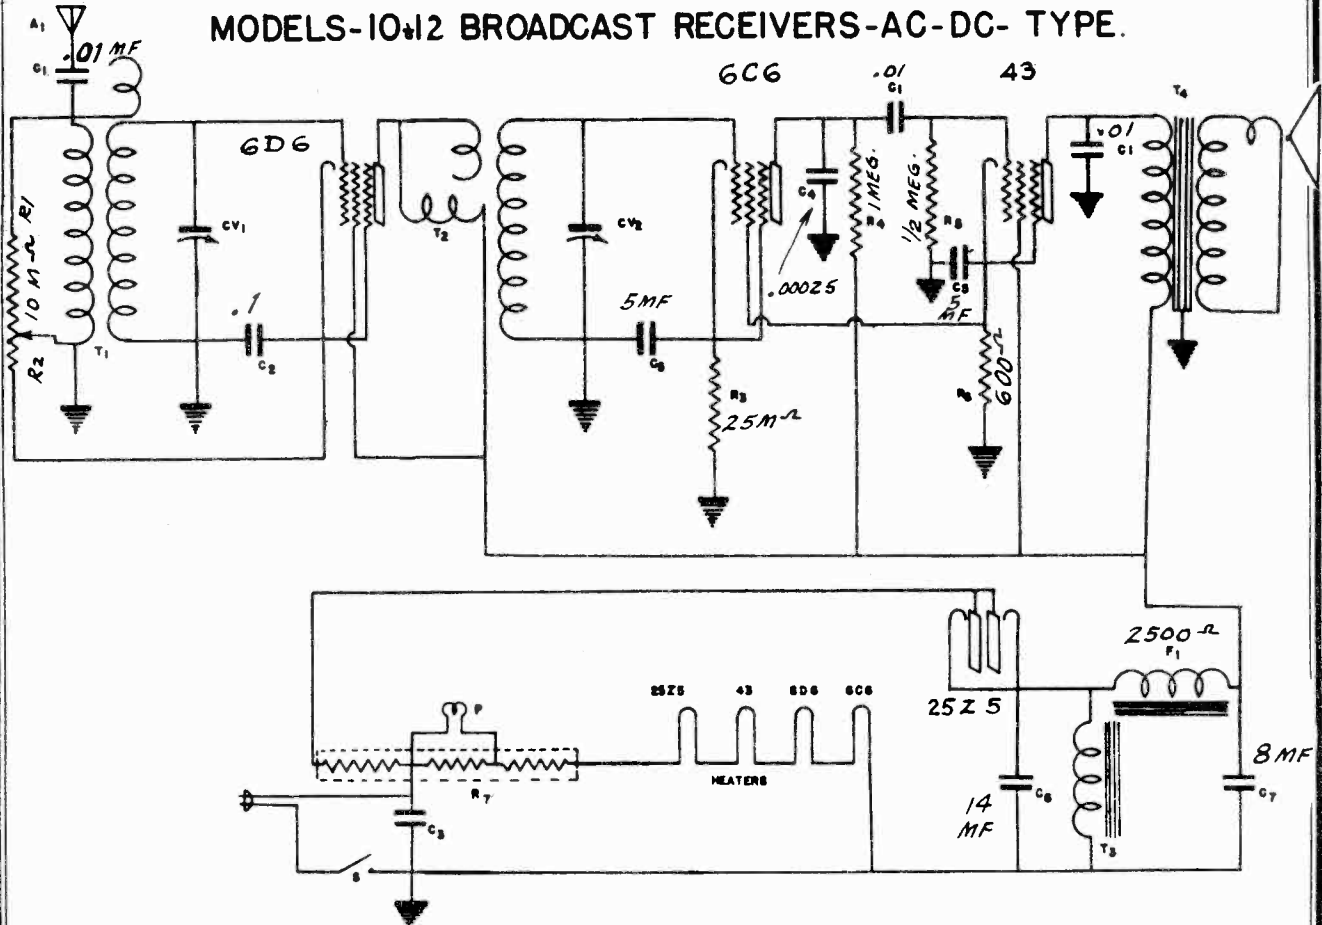 MODELS-10&12 BROADCAST RECEIVERS-AC-DC- TYPE.
A1
.01 MF
C1
6D6
6C6
.01
C1
43
T4
.01
C1
R1
10 M Ω
R2
T1
CV1
.1
C2
T2
CV2
5MF
C5
R3
25M Ω
C4
.00025
1 MEG.
R4
1/2 MEG.
R5
C5
5
MF
R6
600 Ω
25Z5
43
6D6
6C6
HEATERS
P
R7
C3
S
25Z5
2500 Ω
F1
14
MF
C6
T3
8 MF
C7